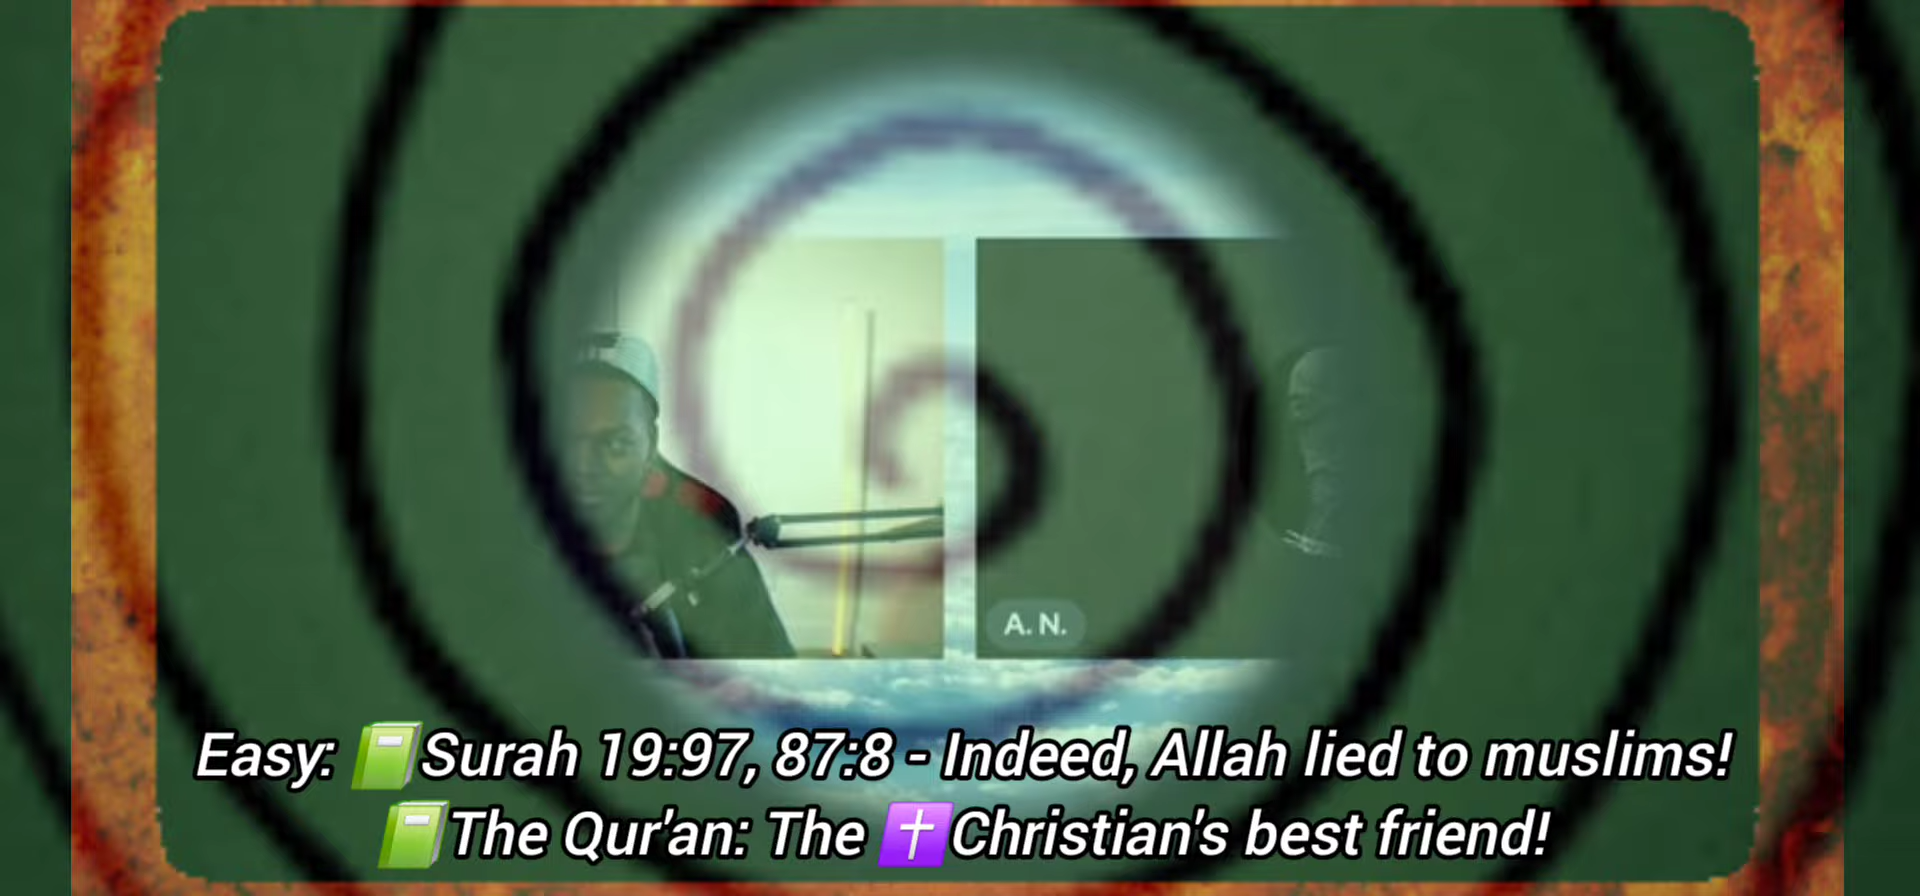 A. N.
Easy: 📗Surah 19:97, 87:8 - Indeed, Allah lied to muslims!
📗The Qur'an: The ✝️Christian's best friend!